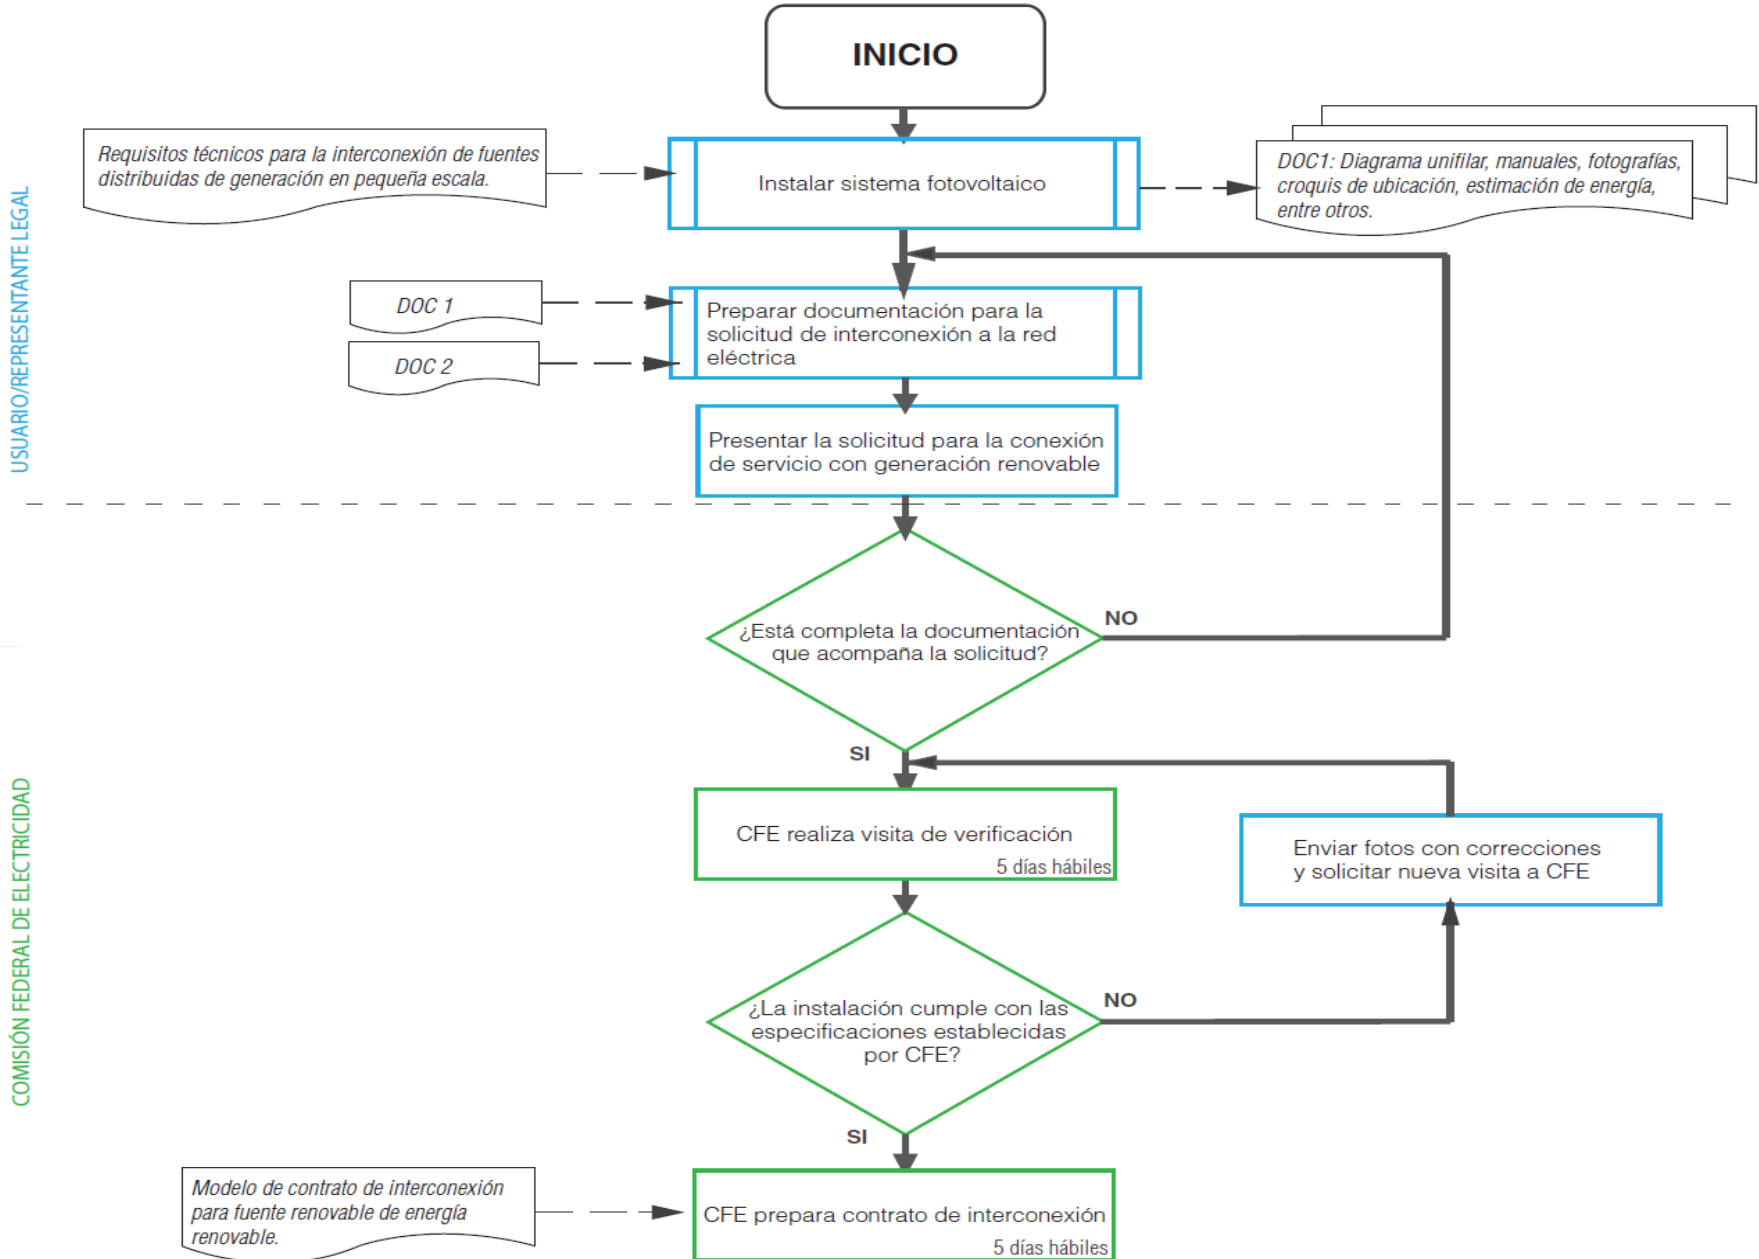 INICIO
Requisitos técnicos para la interconexión de fuentes
distribuidas de generación en pequeña escala.
Instalar sistema fotovoltaico
DOC1: Diagrama unifilar, manuales, fotografías,
croquis de ubicación, estimación de energía,
entre otros.
USUARIO/REPRESENTANTE LEGAL
DOC 1
DOC 2
Preparar documentación para la
solicitud de interconexión a la red
eléctrica
Presentar la solicitud para la conexión
de servicio con generación renovable
¿Está completa la documentación
que acompaña la solicitud?
NO
SI
COMISIÓN FEDERAL DE ELECTRICIDAD
CFE realiza visita de verificación
5 días hábiles
Enviar fotos con correcciones
y solicitar nueva visita a CFE
¿La instalación cumple con las
especificaciones establecidas
por CFE?
NO
SI
Modelo de contrato de interconexión
para fuente renovable de energía
renovable.
CFE prepara contrato de interconexión
5 días hábiles